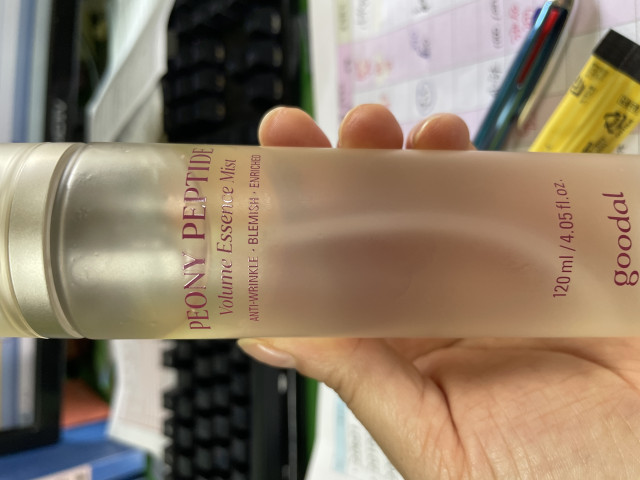 PEONY PEPTIDE
Volume Essence Mist
ANTI-WRINKLE · BLEMISH · ENRICHED
120 ml / 4.05 fl.oz.
goodal